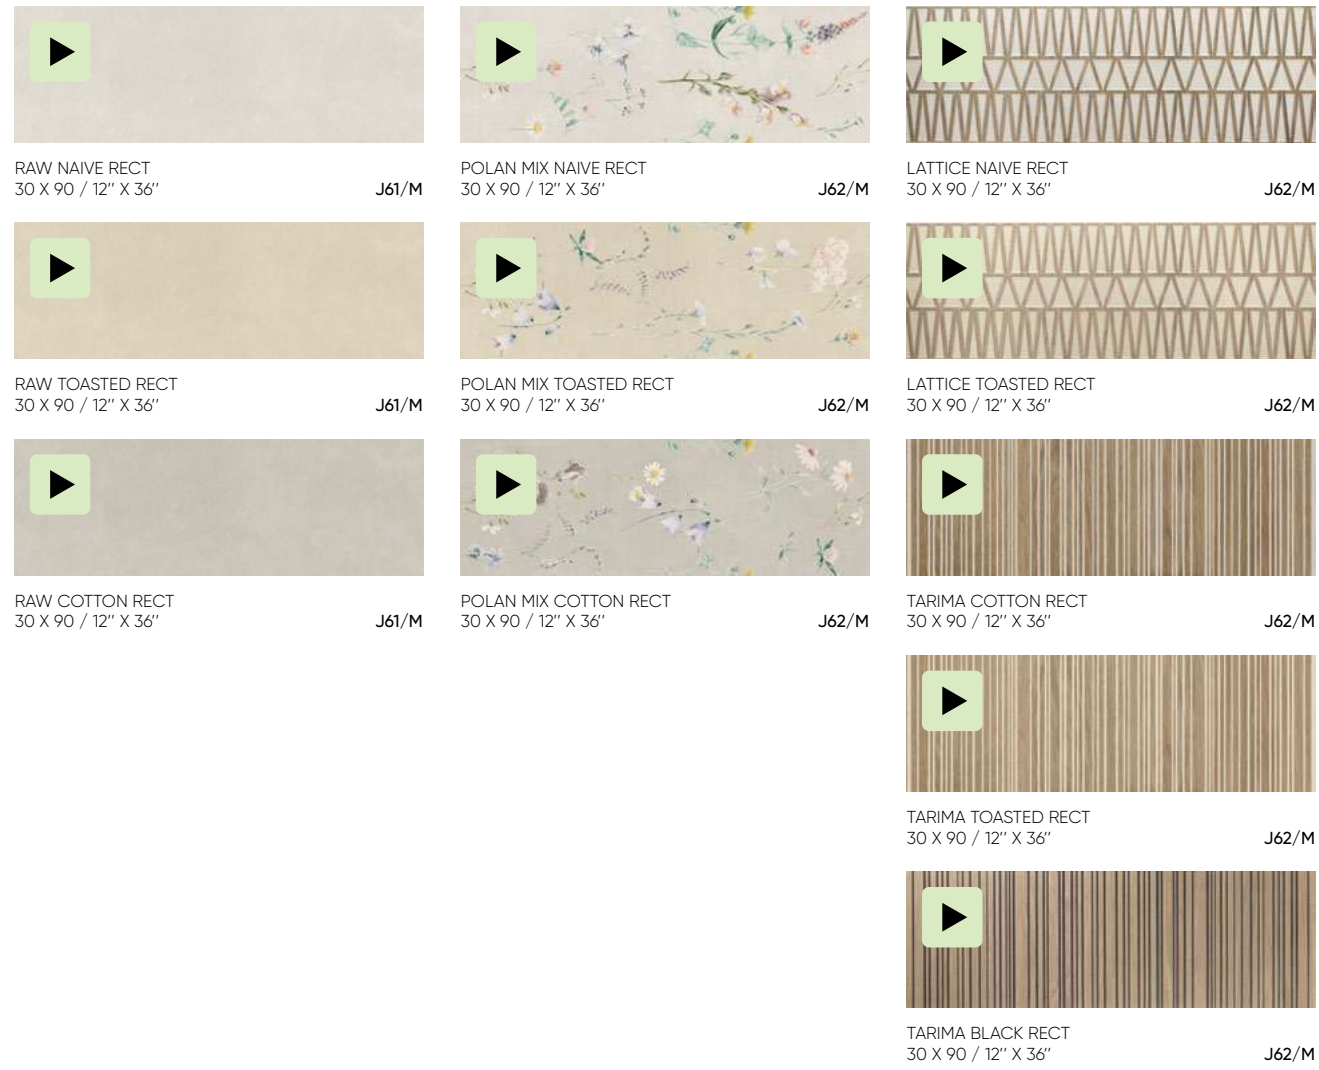 RAW NAIVE RECT
30 X 90 / 12’’ X 36’’ J61/M
POLAN MIX NAIVE RECT
30 X 90 / 12’’ X 36’’ J62/M
LATTICE NAIVE RECT
30 X 90 / 12’’ X 36’’ J62/M
RAW TOASTED RECT
30 X 90 / 12’’ X 36’’ J61/M
POLAN MIX TOASTED RECT
30 X 90 / 12’’ X 36’’ J62/M
LATTICE TOASTED RECT
30 X 90 / 12’’ X 36’’ J62/M
RAW COTTON RECT
30 X 90 / 12’’ X 36’’ J61/M
POLAN MIX COTTON RECT
30 X 90 / 12’’ X 36’’ J62/M
TARIMA COTTON RECT
30 X 90 / 12’’ X 36’’ J62/M
TARIMA TOASTED RECT
30 X 90 / 12’’ X 36’’ J62/M
TARIMA BLACK RECT
30 X 90 / 12’’ X 36’’ J62/M